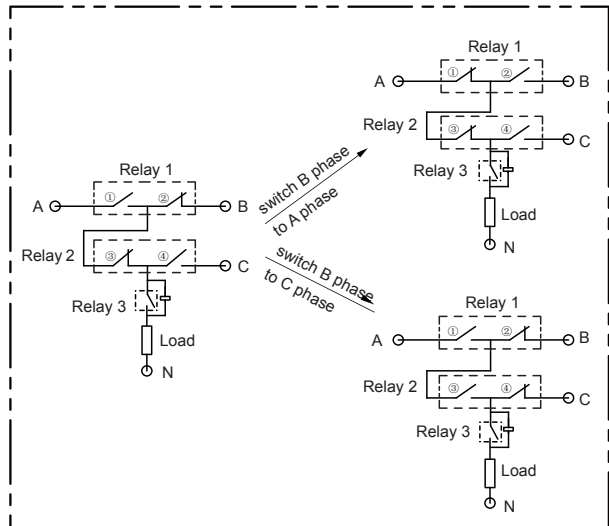 Relay 1
A ① ② B
Relay 2 ③ ④ C
Relay 3
Load
N
switch B phase
to A phase
switch B phase
to C phase
Relay 1
A ① ② B
Relay 2 ③ ④ C
Relay 3
Load
N
Relay 1
A ① ② B
Relay 2 ③ ④ C
Relay 3
Load
N